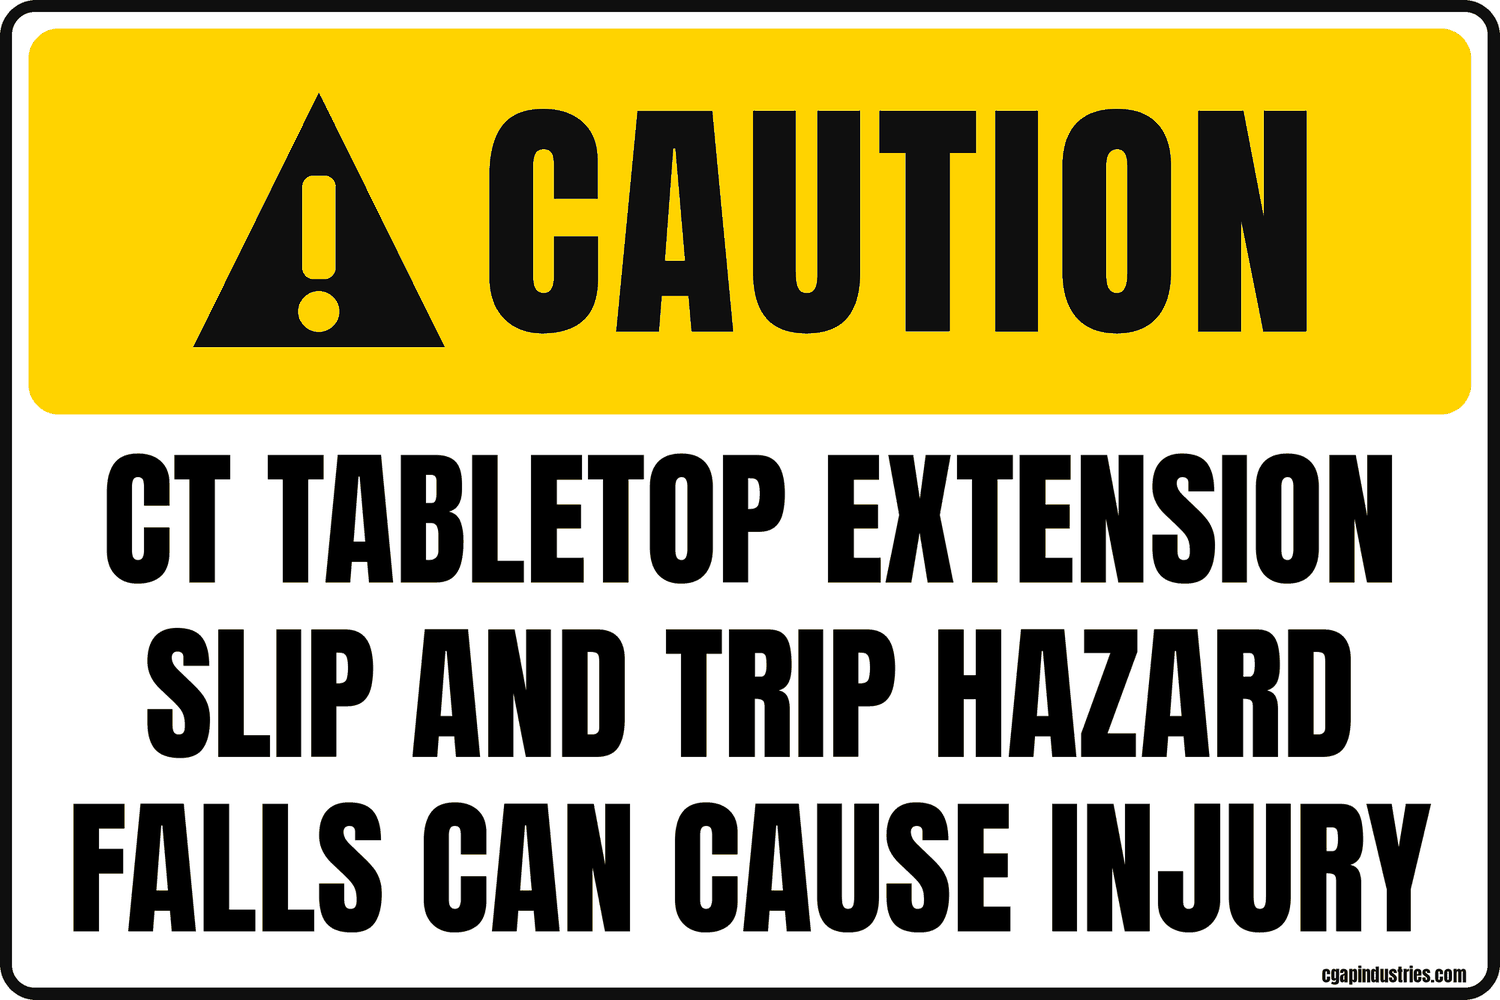 CAUTION
CT TABLETOP EXTENSION
SLIP AND TRIP HAZARD
FALLS CAN CAUSE INJURY
cgapindustries.com